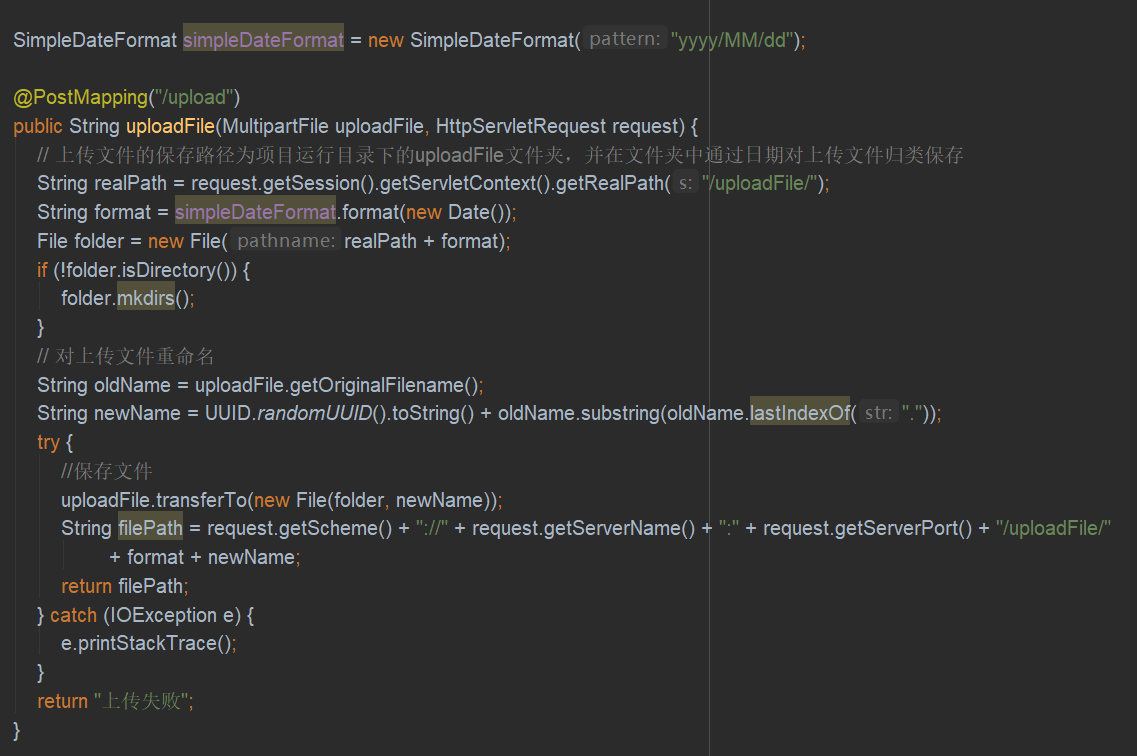 SimpleDateFormat simpleDateFormat = new SimpleDateFormat( pattern: "yyyy/MM/dd");
@PostMapping("/upload")
public String uploadFile(MultipartFile uploadFile, HttpServletRequest request) {
// 上传文件的保存路径为项目运行目录下的uploadFile文件夹，并在文件夹中通过日期对上传文件归类保存
String realPath = request.getSession().getServletContext().getRealPath( s: "/uploadFile/");
String format = simpleDateFormat.format(new Date());
File folder = new File( pathname: realPath + format);
if (!folder.isDirectory()) {
folder.mkdirs();
}
// 对上传文件重命名
String oldName = uploadFile.getOriginalFilename();
String newName = UUID.randomUUID().toString() + oldName.substring(oldName.lastIndexOf( str: "."));
try {
//保存文件
uploadFile.transferTo(new File(folder, newName));
String filePath = request.getScheme() + "://" + request.getServerName() + ":" + request.getServerPort() + "/uploadFile/"
+ format + newName;
return filePath;
} catch (IOException e) {
e.printStackTrace();
}
return "上传失败";
}